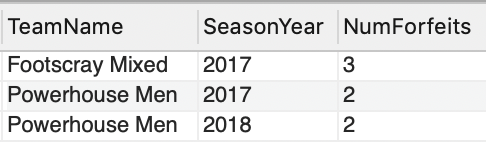 TeamName SeasonYear NumForfeits
Footscray Mixed 2017 3
Powerhouse Men 2017 2
Powerhouse Men 2018 2